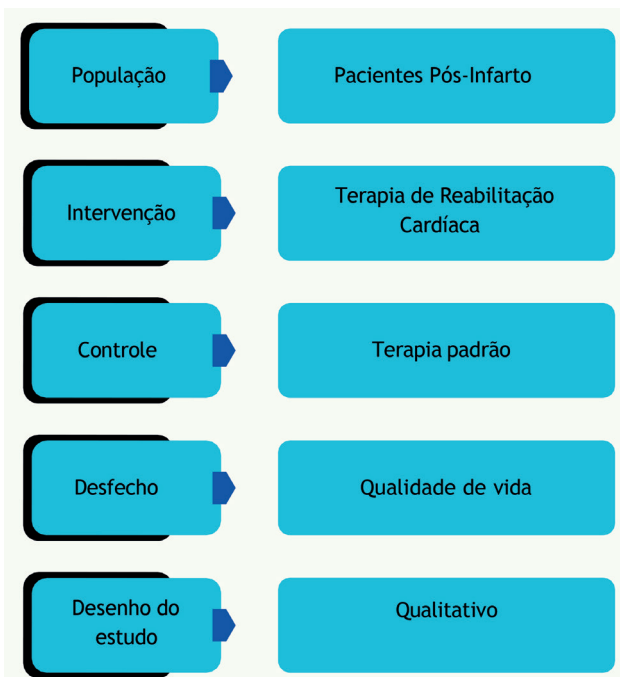 População
Pacientes Pós-Infarto
Intervenção
Terapia de Reabilitação
Cardíaca
Controle
Terapia padrão
Desfecho
Qualidade de vida
Desenho do
estudo
Qualitativo